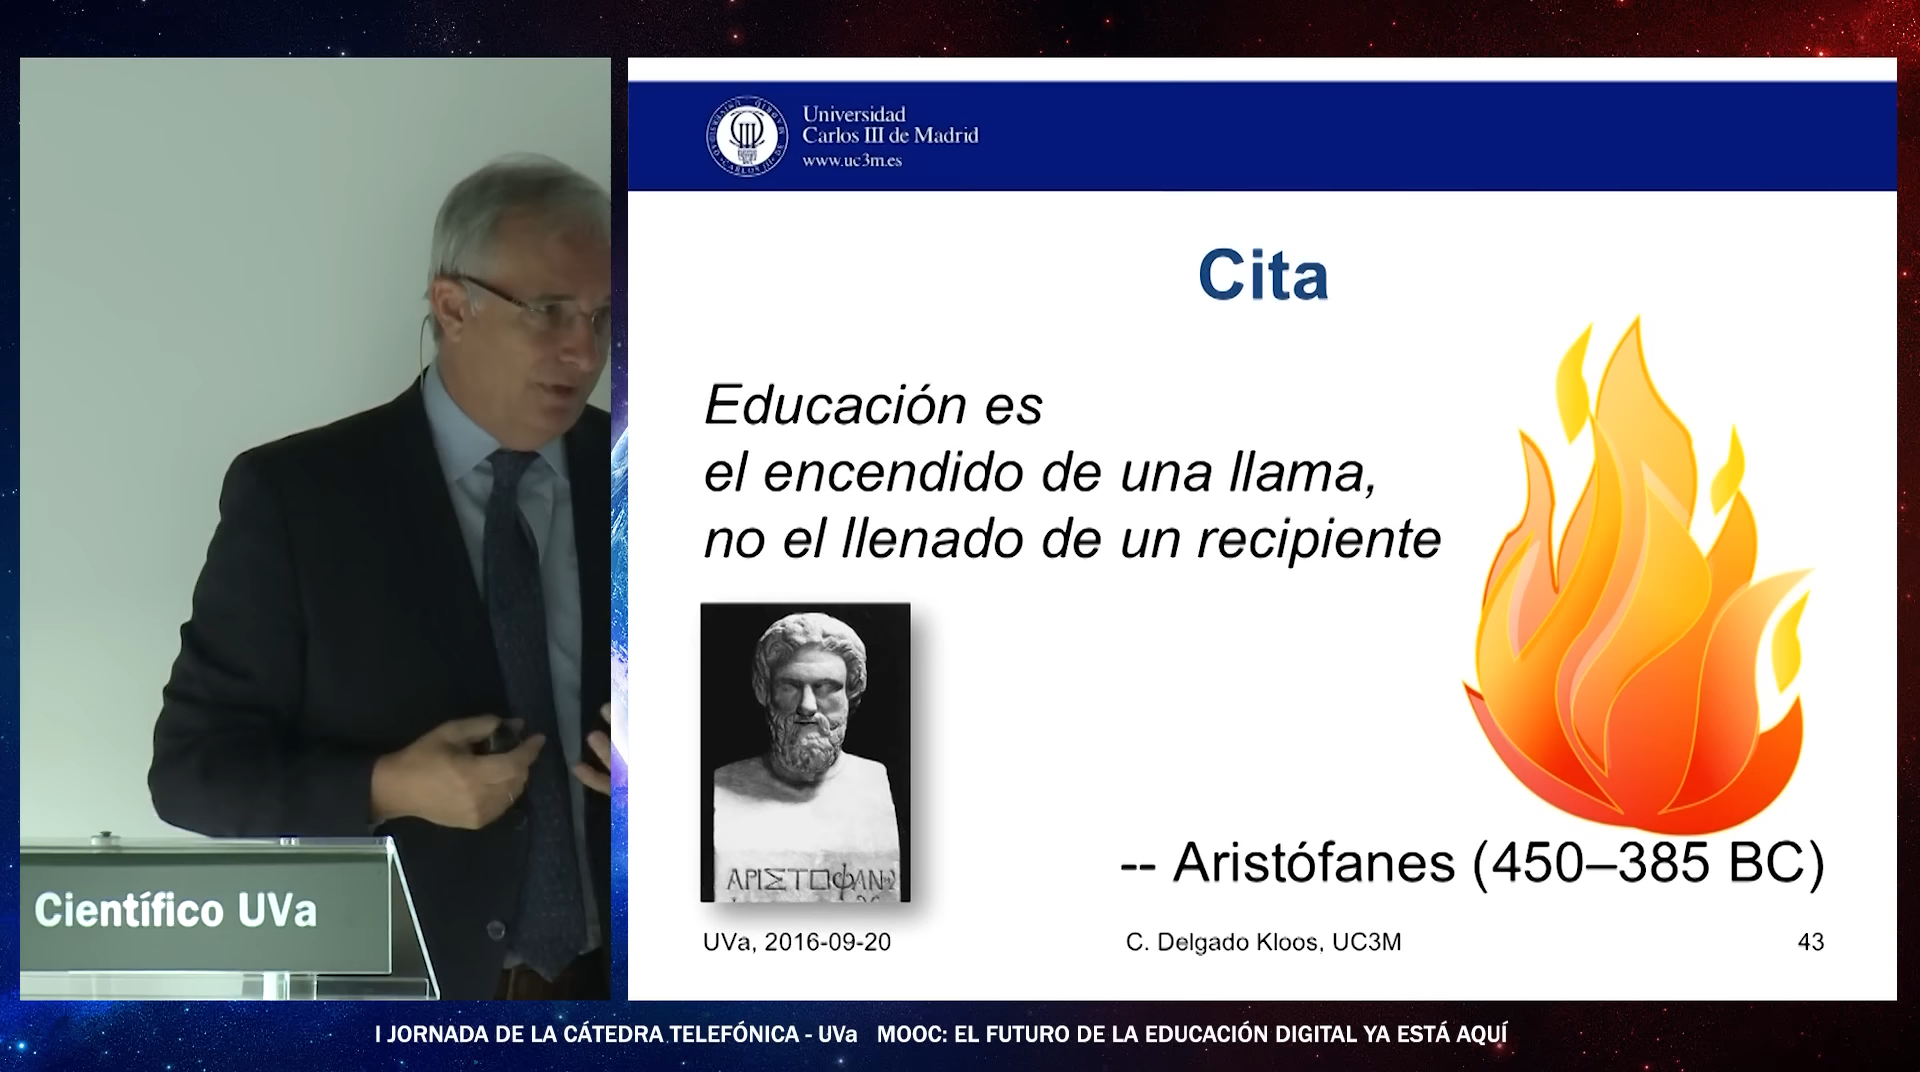 Universidad
Carlos III de Madrid
www.uc3m.es
Cita
Educación es
el encendido de una llama,
no el llenado de un recipiente
ΑΡΙΣΤΟΦΑΝ
-- Aristófanes (450–385 BC)
UVa, 2016-09-20
C. Delgado Kloos, UC3M
43
Científico UVa
I JORNADA DE LA CÁTEDRA TELEFÓNICA - UVa MOOC: EL FUTURO DE LA EDUCACIÓN DIGITAL YA ESTÁ AQUÍ